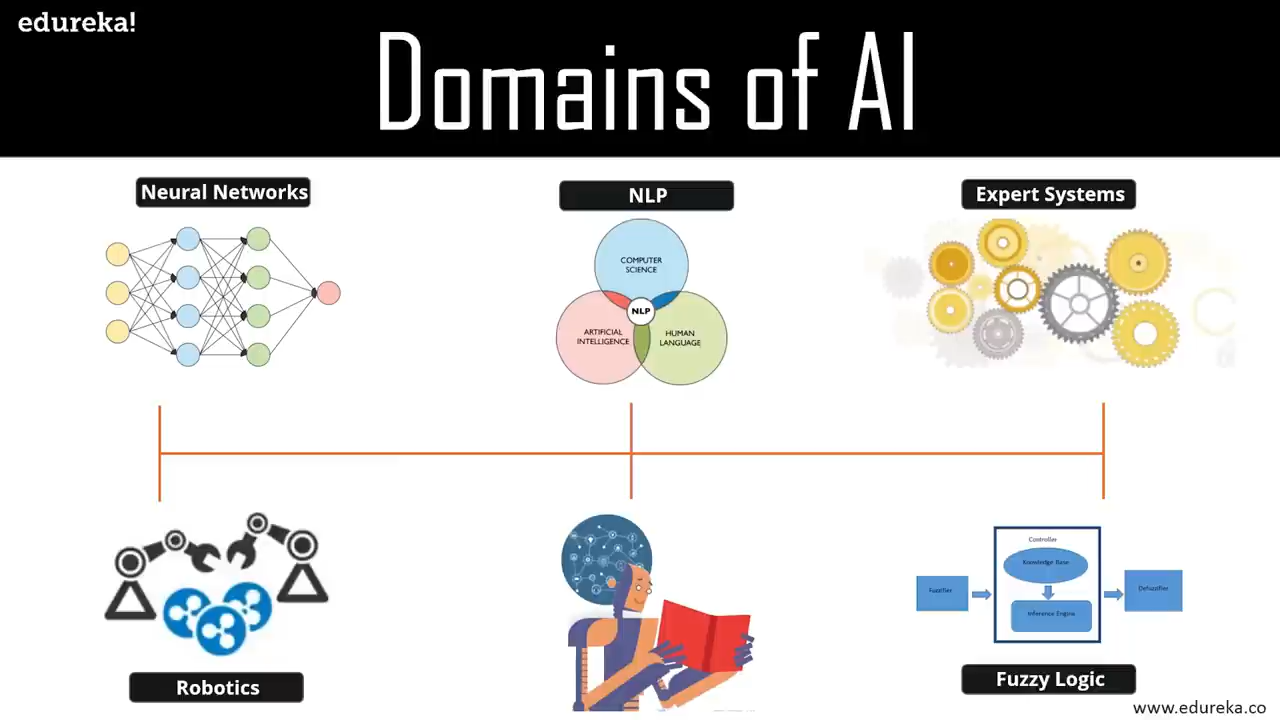 edureka!
Domains of AI
Neural Networks
NLP
Expert Systems
COMPUTER
SCIENCE
NLP
ARTIFICIAL
INTELLIGENCE
HUMAN
LANGUAGE
Controller
Knowledge Base
Fuzzifier
Inference Engine
Defuzzifier
Robotics
Fuzzy Logic
www.edureka.co